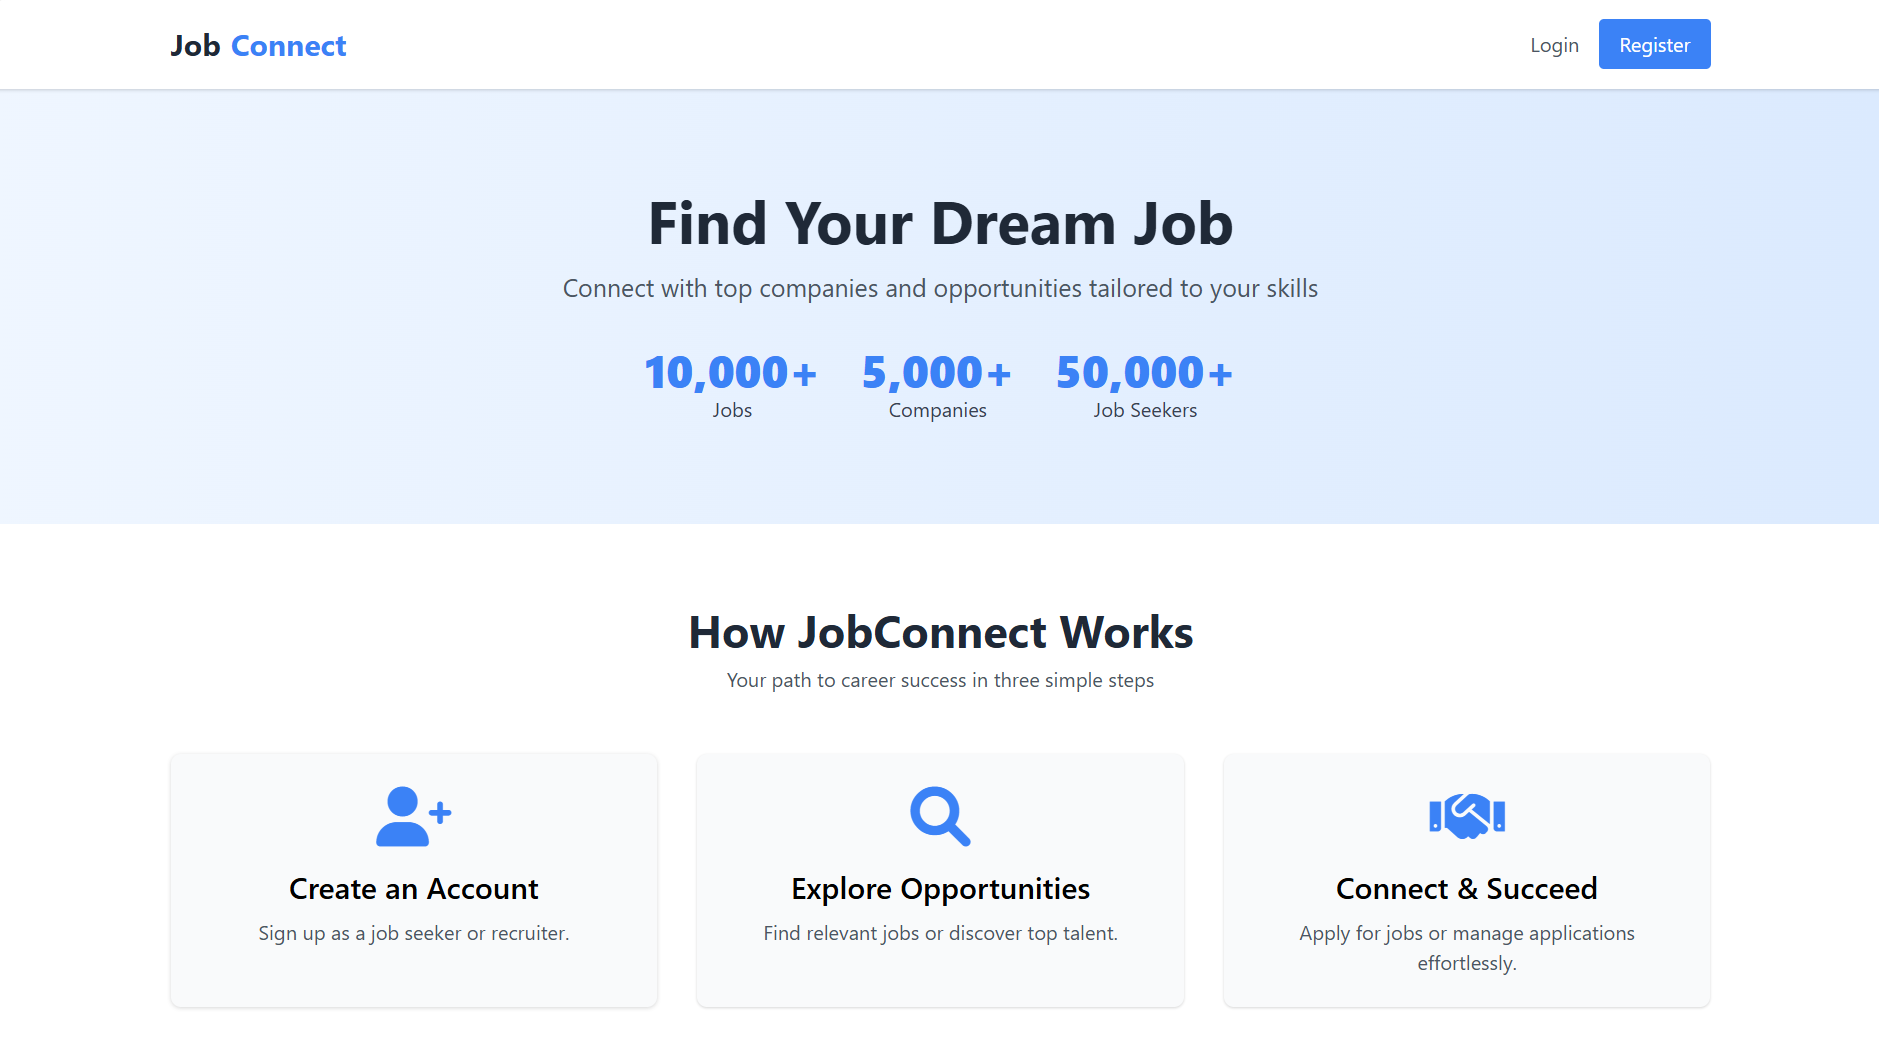 Job Connect
Login
Register
Find Your Dream Job
Connect with top companies and opportunities tailored to your skills
10,000+
Jobs
5,000+
Companies
50,000+
Job Seekers
How JobConnect Works
Your path to career success in three simple steps
Create an Account
Sign up as a job seeker or recruiter.
Explore Opportunities
Find relevant jobs or discover top talent.
Connect & Succeed
Apply for jobs or manage applications
effortlessly.